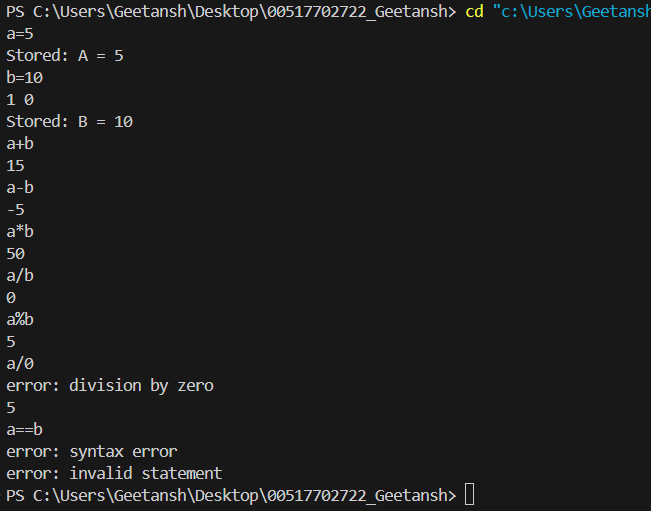 PS C:\Users\Geetansh\Desktop\00517702722_Geetansh> cd "c:\Users\Geetansh
a=5
Stored: A = 5
b=10
1 0
Stored: B = 10
a+b
15
a-b
-5
a*b
50
a/b
0
a%b
5
a/0
error: division by zero
5
a==b
error: syntax error
error: invalid statement
PS C:\Users\Geetansh\Desktop\00517702722_Geetansh>